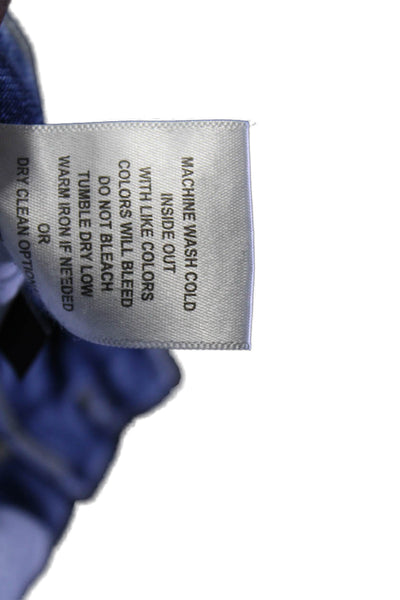 MACHINE WASH COLD
INSIDE OUT
WITH LIKE COLORS
COLORS WILL BLEED
DO NOT BLEACH
TUMBLE DRY LOW
WARM IRON IF NEEDED
OR
DRY CLEAN OPTION